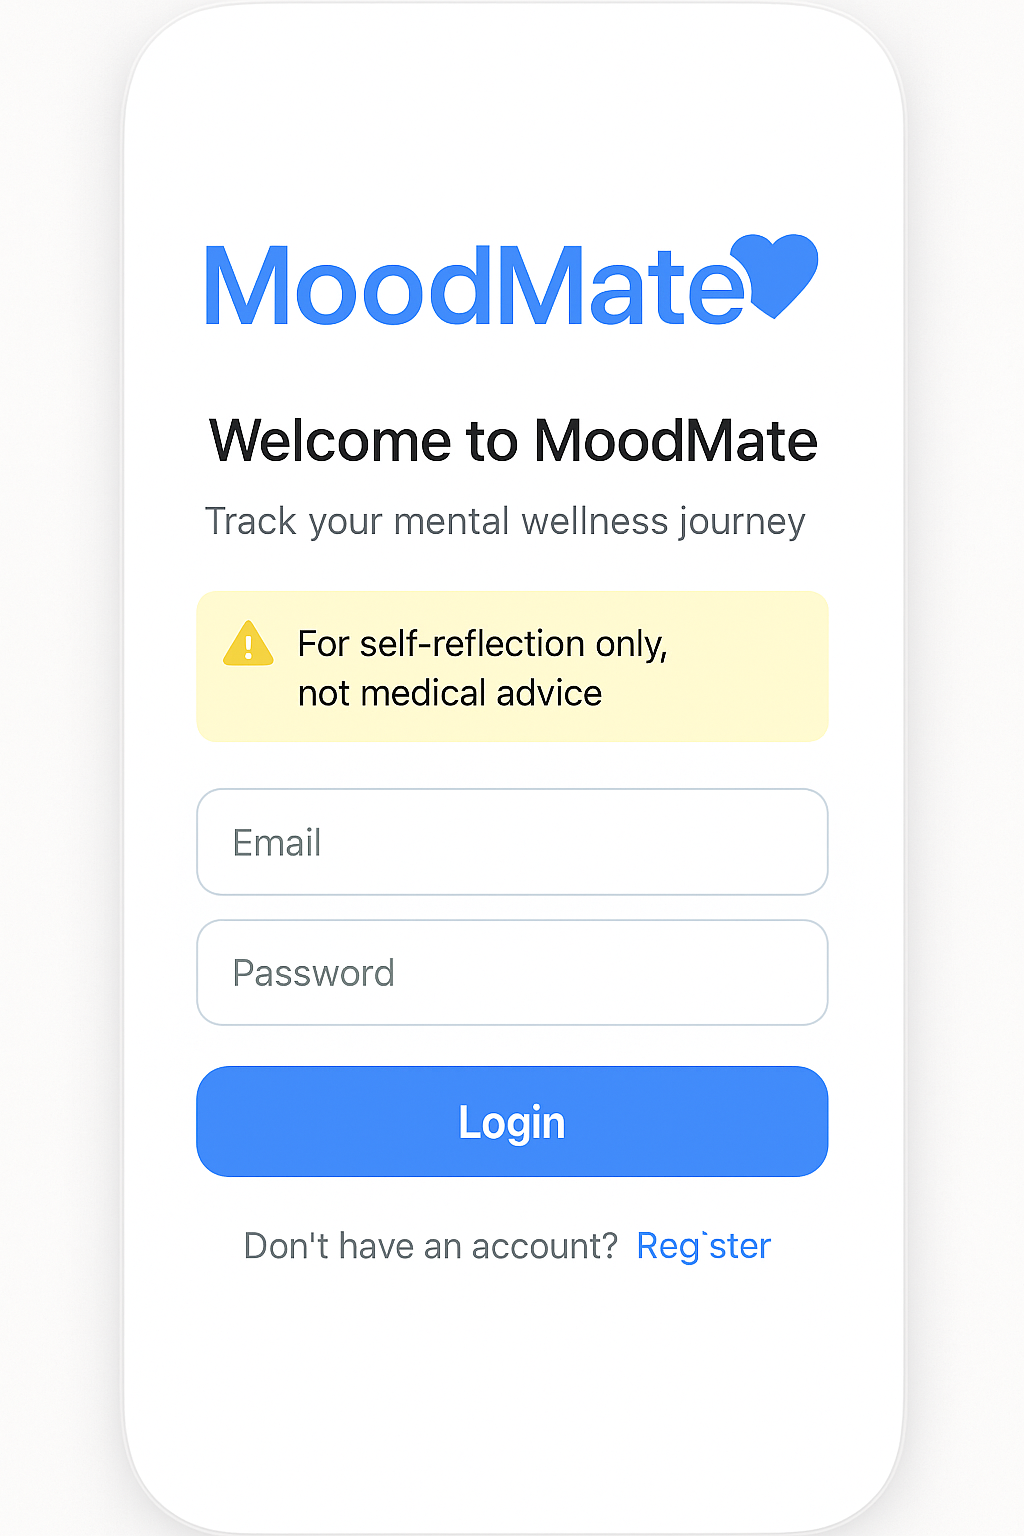 MoodMate
Welcome to MoodMate
Track your mental wellness journey
For self-reflection only,
not medical advice
Email
Password
Login
Don't have an account? Reg`ster